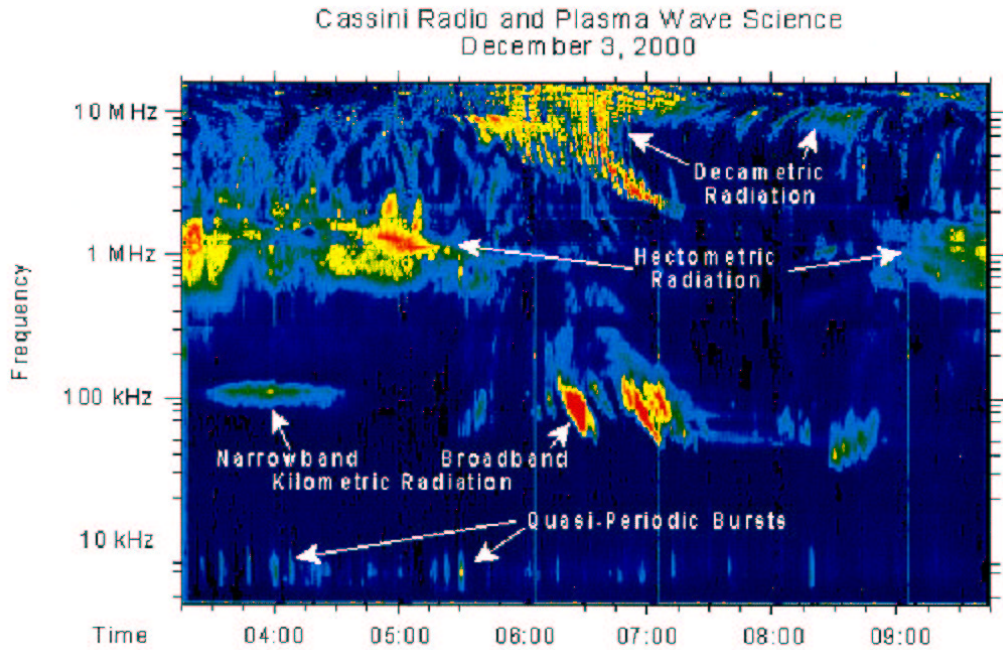 Cassini Radio and Plasma Wave Science
December 3, 2000
10 MHz
Decametric
Radiation
1 MHz
Hectometric
Radiation
Frequency
100 kHz
Narrowband
Broadband
Kilometric Radiation
Quasi-Periodic Bursts
10 kHz
Time
04:00
05:00
06:00
07:00
08:00
09:00